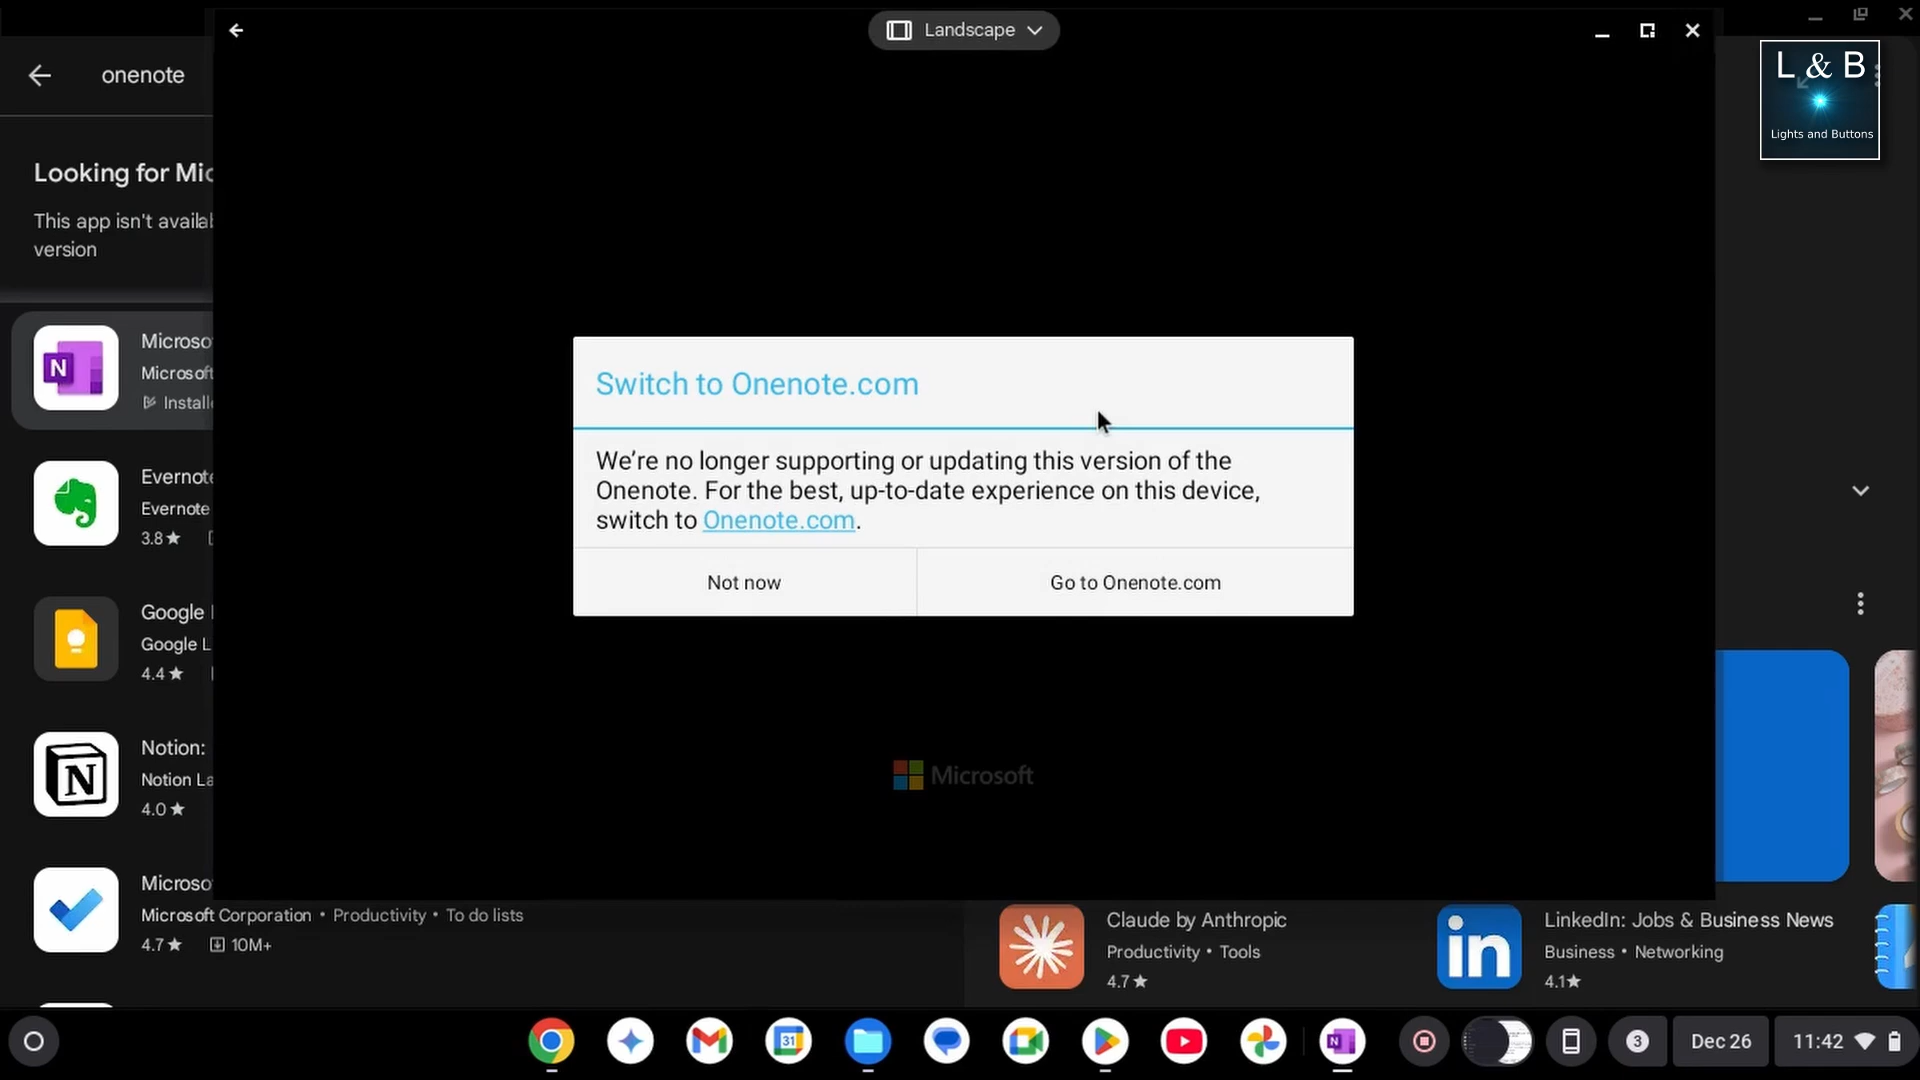 Landscape
onenote
L & B
Lights and Buttons
Looking for Mic
This app isn't availab
version
Microso
Microsoft
Installe
Evernote
Evernote
3.8★
Google
Google L
4.4★
Notion:
Notion La
4.0★
Microso
Microsoft Corporation • Productivity • To do lists
4.7★ 10M+
Switch to Onenote.com
We’re no longer supporting or updating this version of the
Onenote. For the best, up-to-date experience on this device,
switch to Onenote.com.
Not now
Go to Onenote.com
Microsoft
Claude by Anthropic
Productivity • Tools
4.7★
LinkedIn: Jobs & Business News
Business • Networking
4.1★
31
3
Dec 26
11:42